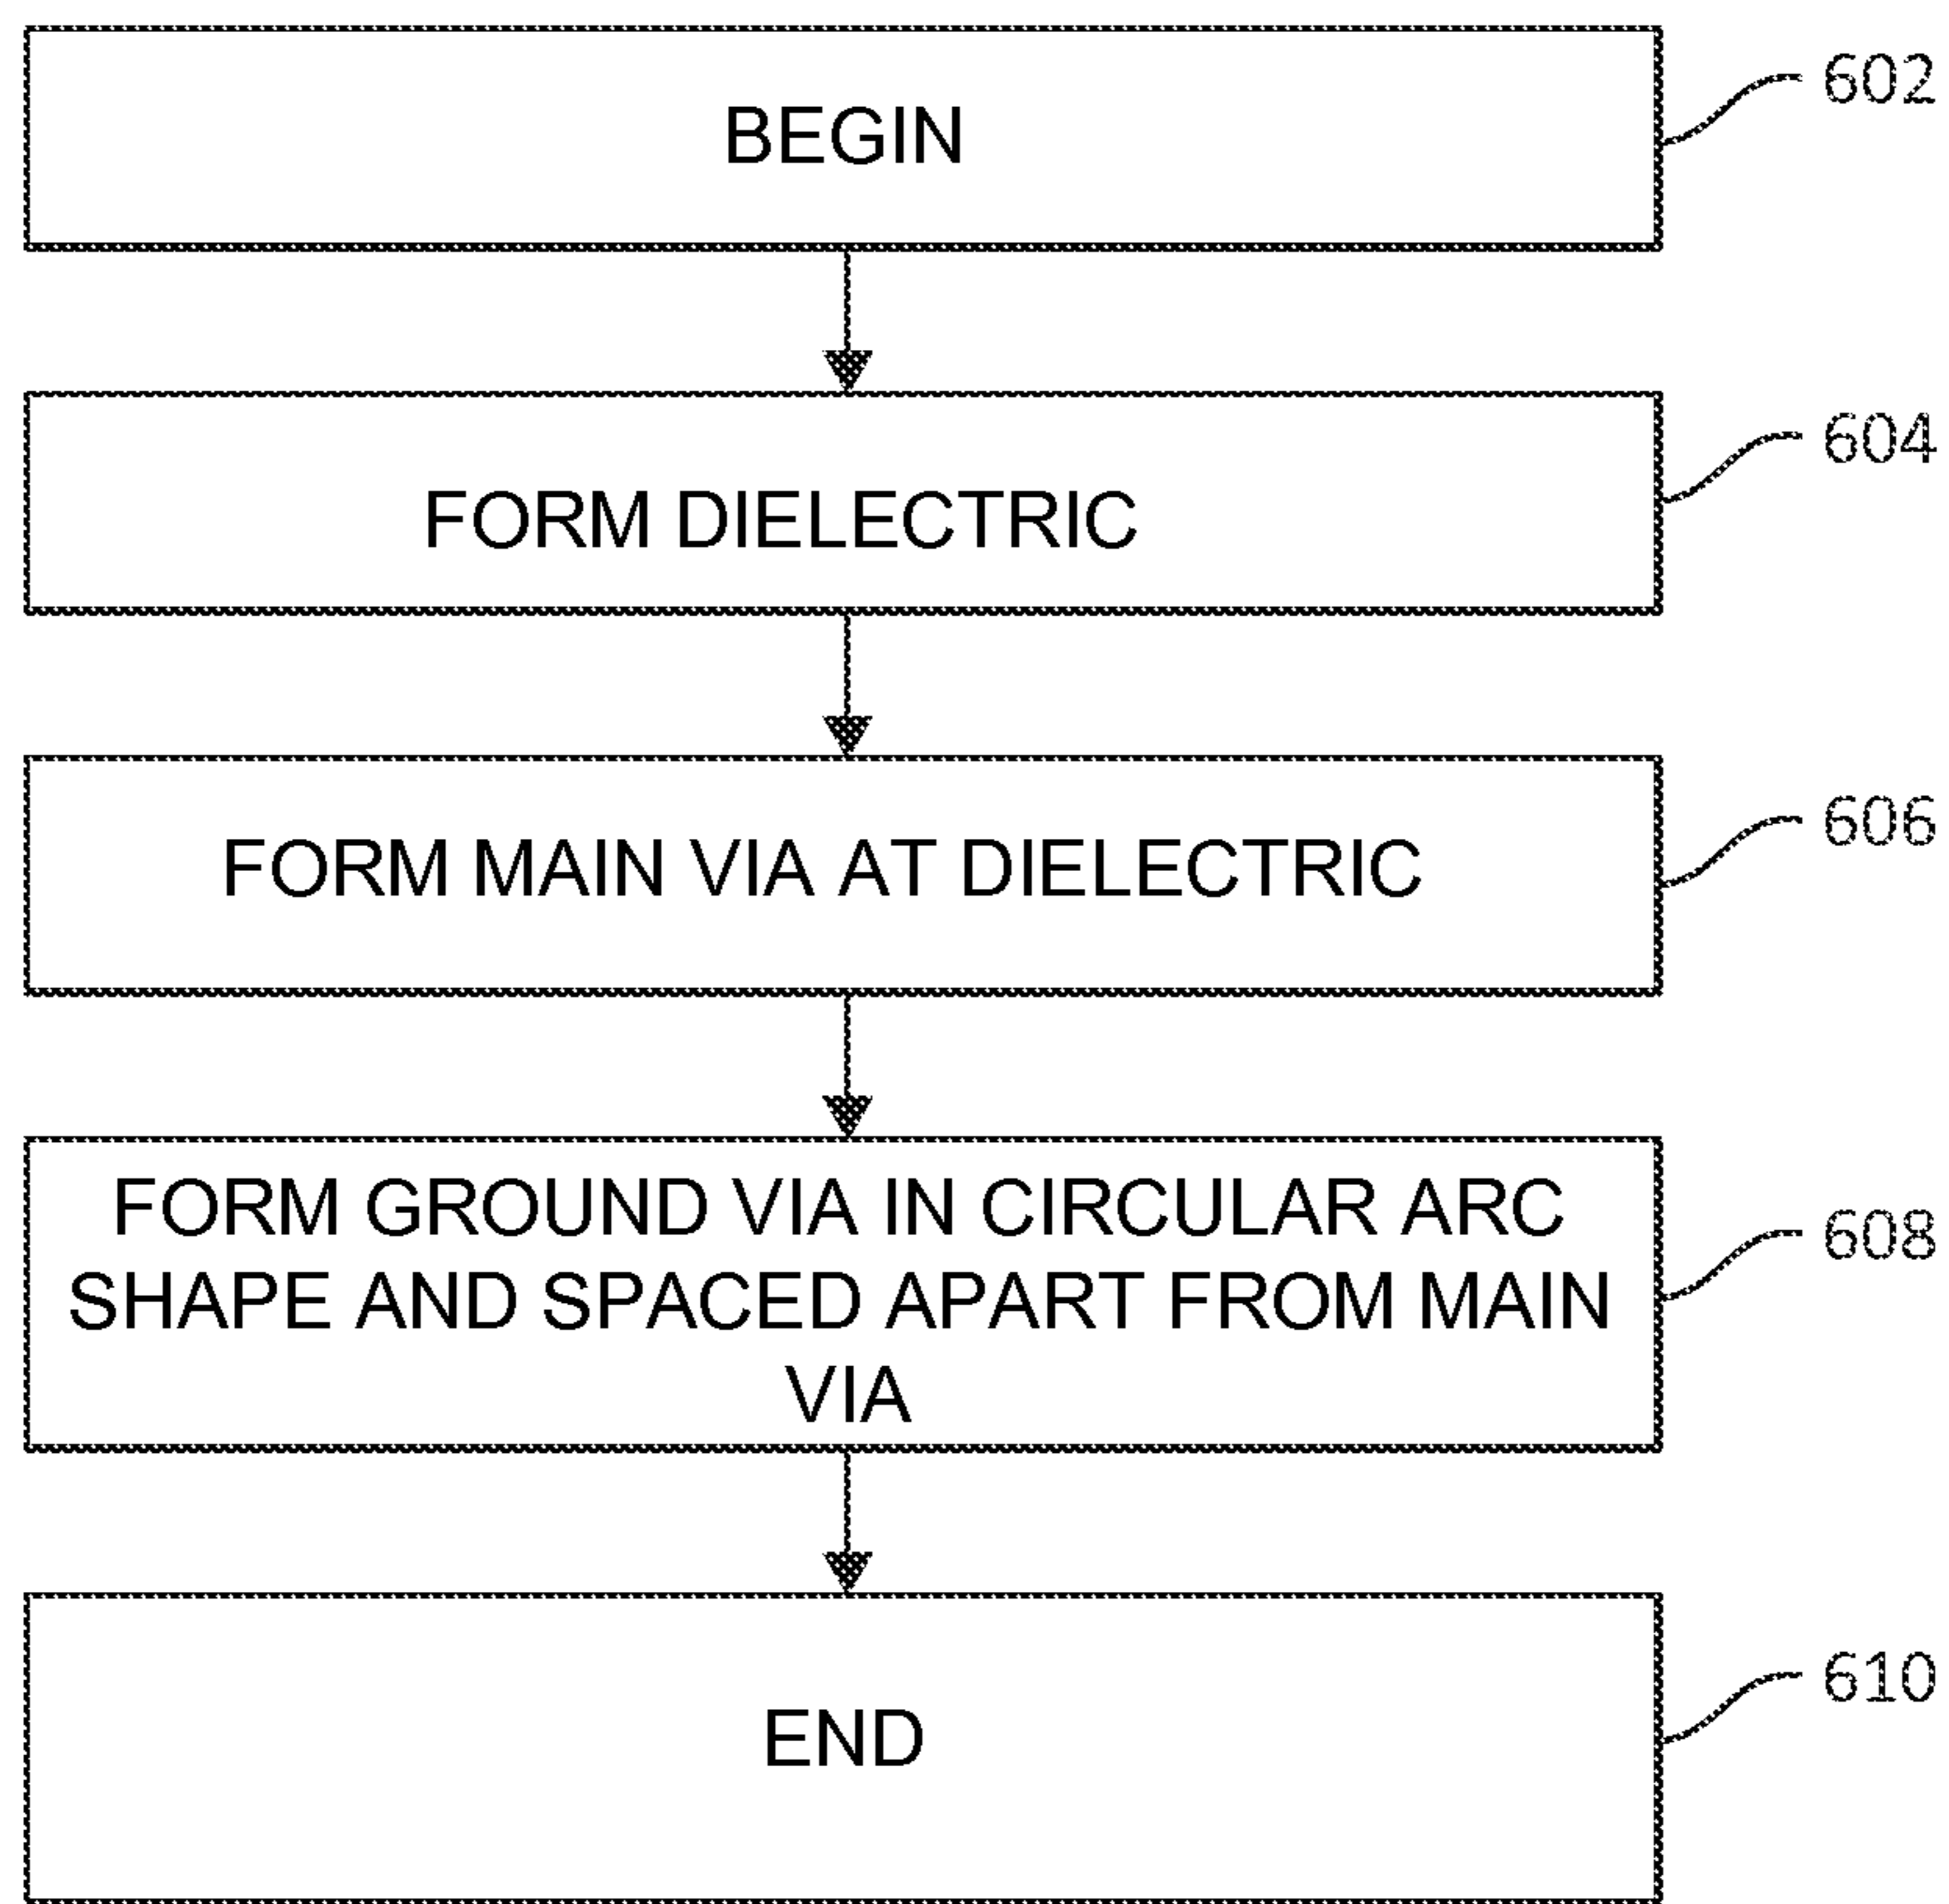 BEGIN
602
FORM DIELECTRIC
604
FORM MAIN VIA AT DIELECTRIC
606
FORM GROUND VIA IN CIRCULAR ARC
SHAPE AND SPACED APART FROM MAIN
VIA
608
END
610